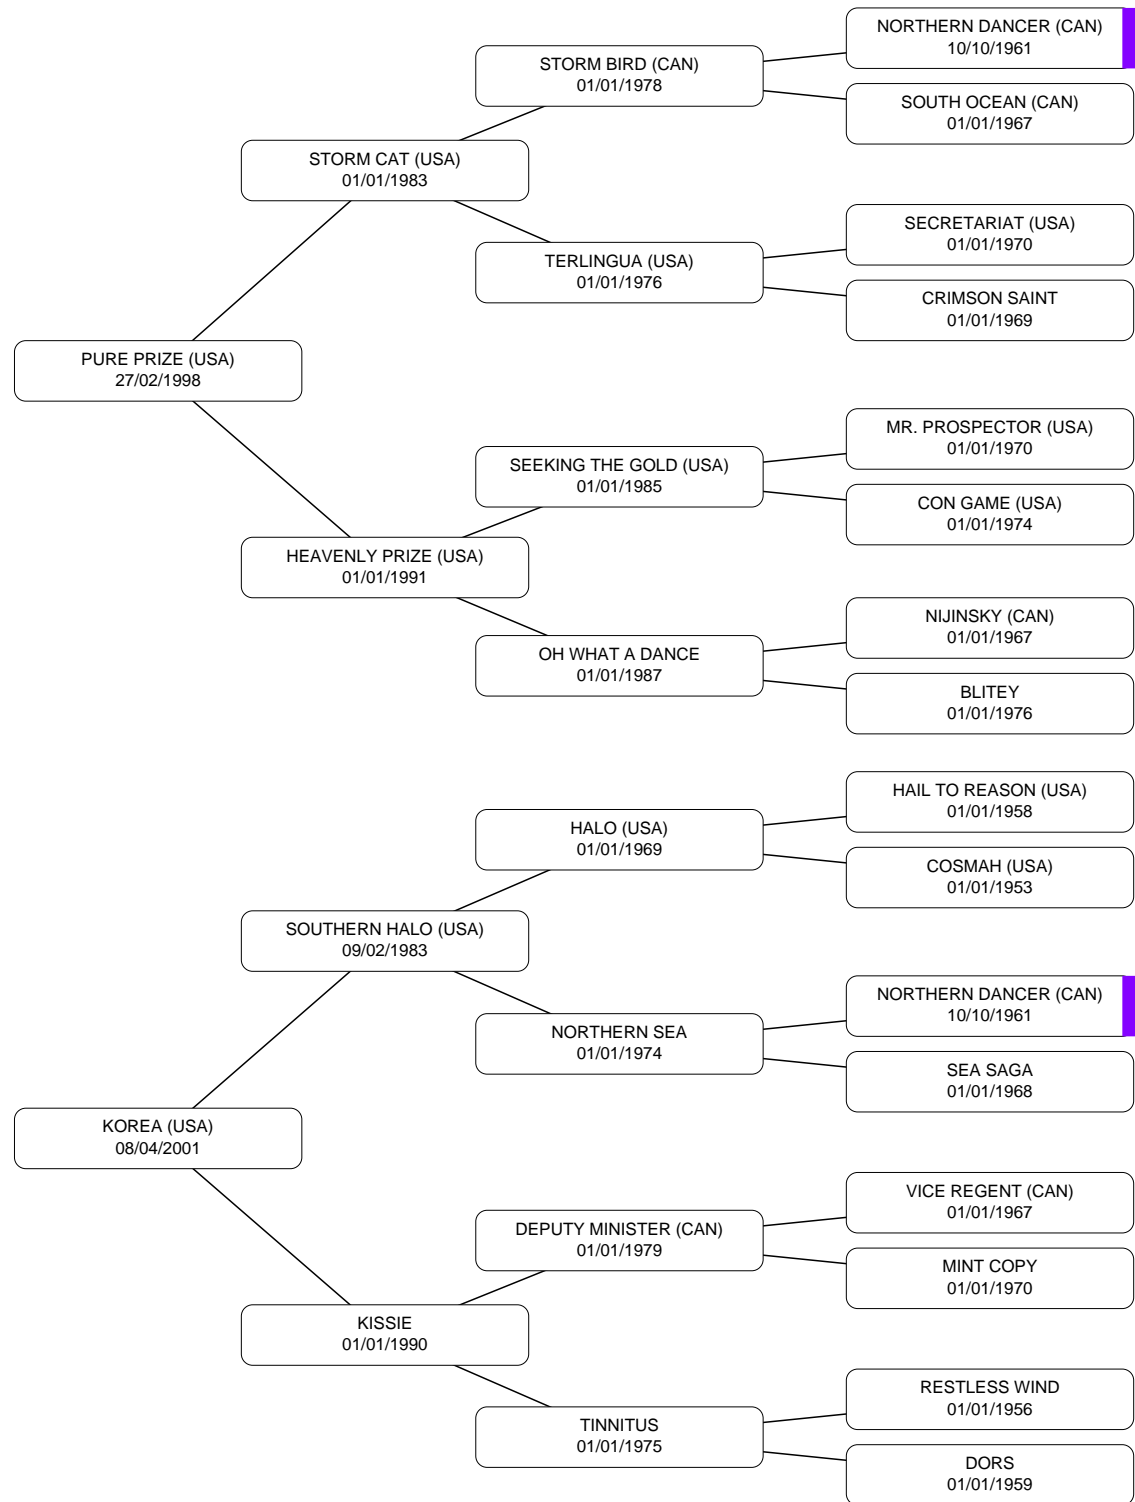 NORTHERN DANCER (CAN)
10/10/1961
STORM BIRD (CAN)
01/01/1978
SOUTH OCEAN (CAN)
01/01/1967
STORM CAT (USA)
01/01/1983
SECRETARIAT (USA)
01/01/1970
TERLINGUA (USA)
01/01/1976
CRIMSON SAINT
01/01/1969
PURE PRIZE (USA)
27/02/1998
MR. PROSPECTOR (USA)
01/01/1970
SEEKING THE GOLD (USA)
01/01/1985
CON GAME (USA)
01/01/1974
HEAVENLY PRIZE (USA)
01/01/1991
NIJINSKY (CAN)
01/01/1967
OH WHAT A DANCE
01/01/1987
BLITEY
01/01/1976
HAIL TO REASON (USA)
01/01/1958
HALO (USA)
01/01/1969
COSMAH (USA)
01/01/1953
SOUTHERN HALO (USA)
09/02/1983
NORTHERN DANCER (CAN)
10/10/1961
NORTHERN SEA
01/01/1974
SEA SAGA
01/01/1968
KOREA (USA)
08/04/2001
VICE REGENT (CAN)
01/01/1967
DEPUTY MINISTER (CAN)
01/01/1979
MINT COPY
01/01/1970
KISSIE
01/01/1990
RESTLESS WIND
01/01/1956
TINNITUS
01/01/1975
DORS
01/01/1959